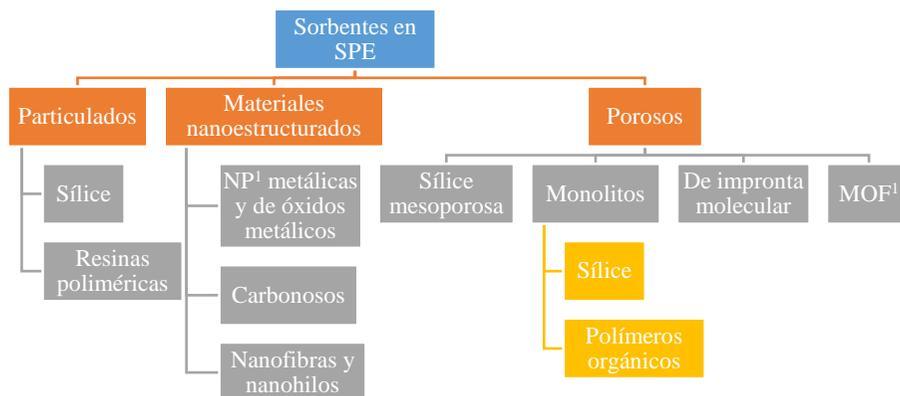 Sorbentes en
SPE
Particulados
Materiales
nanoestructurados
Porosos
Sílice
Resinas
poliméricas
NP¹ metálicas
y de óxidos
metálicos
Carbonosos
Nanofibras y
nanohilos
Sílice
mesoporosa
Monolitos
De impronta
molecular
MOF¹
Sílice
Polímeros
orgánicos